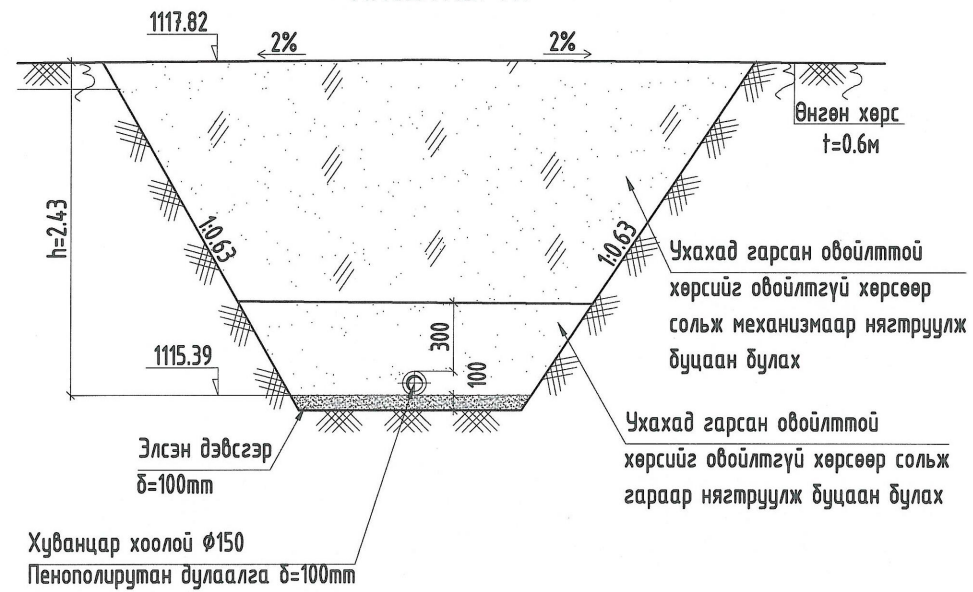 1117.82
2%
2%
Өнгөн хөрс
t=0.6м
h=2.43
1:0.63
1:0.63
Ухахад гарсан овойлттой
хөрсийг овойлтгүй хөрсөөр
сольж механизмаар нягтруулж
буцаан булах
300
1115.39
100
Ухахад гарсан овойлттой
хөрсийг овойлтгүй хөрсөөр сольж
гараар нягтруулж буцаан булах
Элсэн дэвсгэр
δ=100mm
Хуванцар хоолой Ф150
Пенополирутан дулаалга δ=100mm